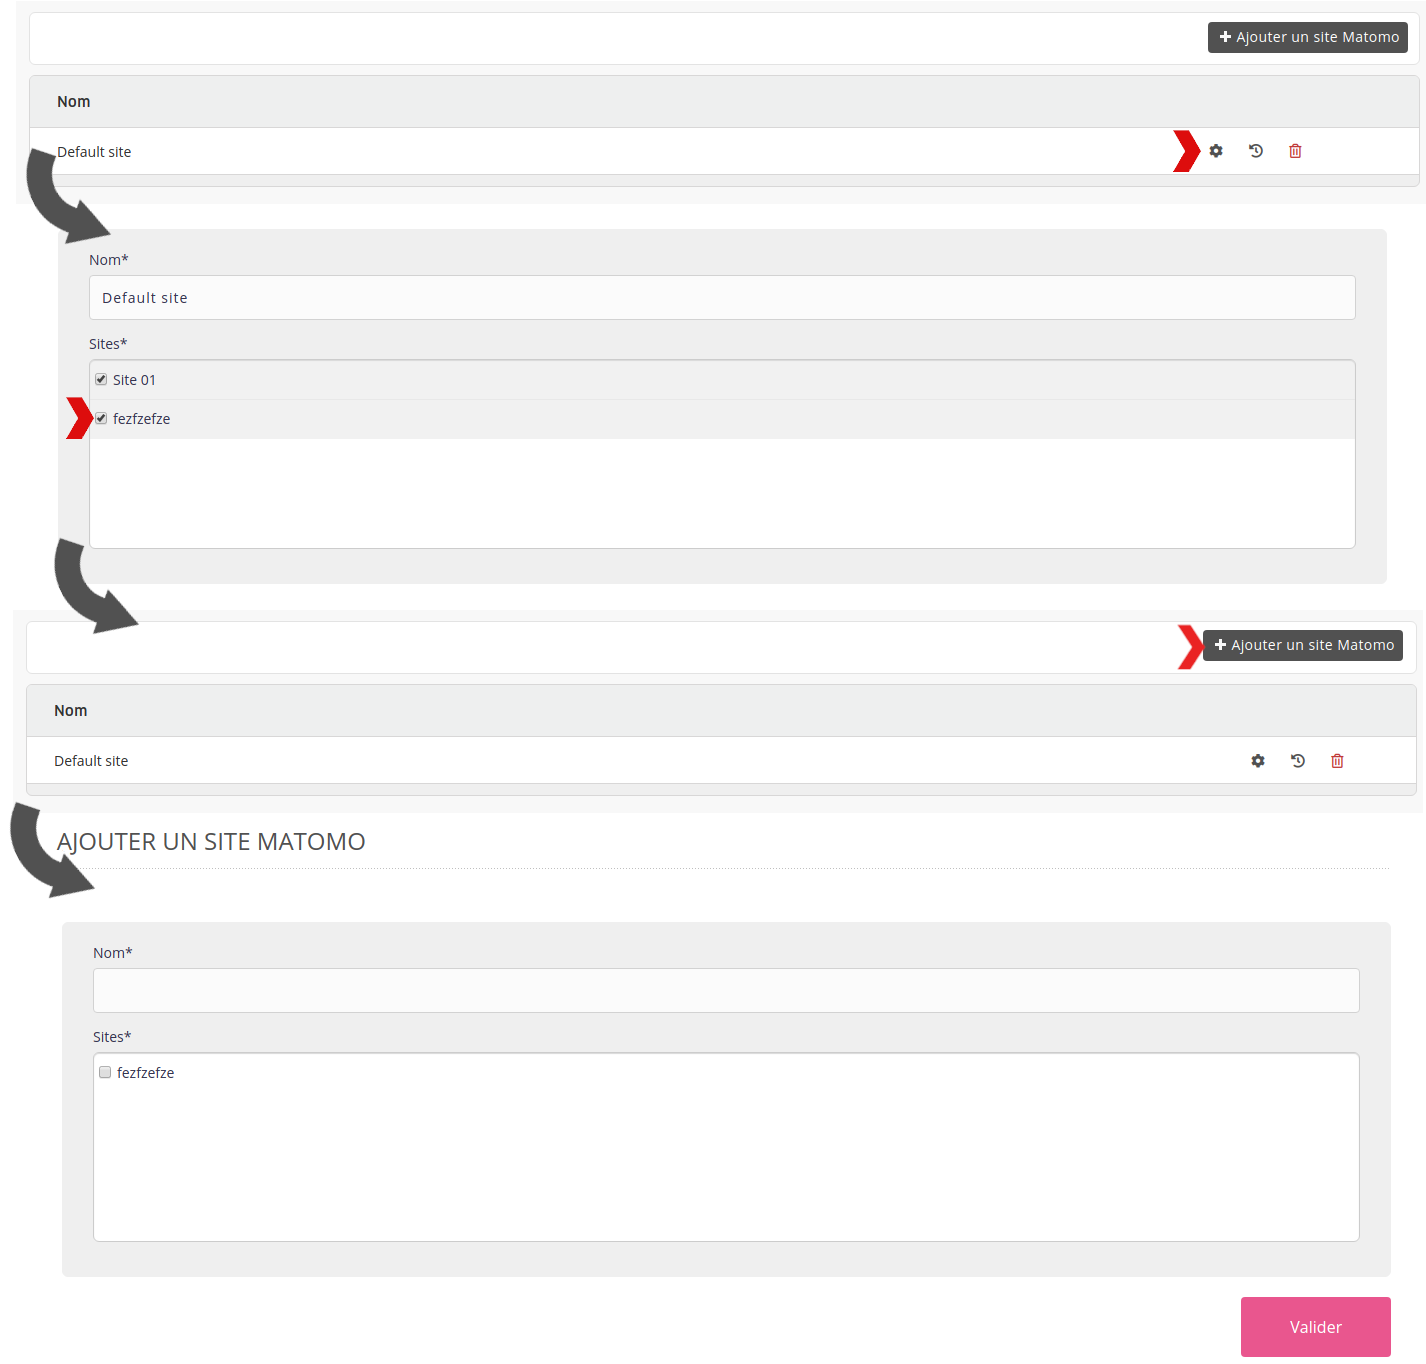 Ajouter un site Matomo
Nom
Default site
Nom*
Default site
Sites*
Site 01
fezfzefze
Ajouter un site Matomo
Nom
Default site
AJOUTER UN SITE MATOMO
Nom*
Sites*
fezfzefze
Valider